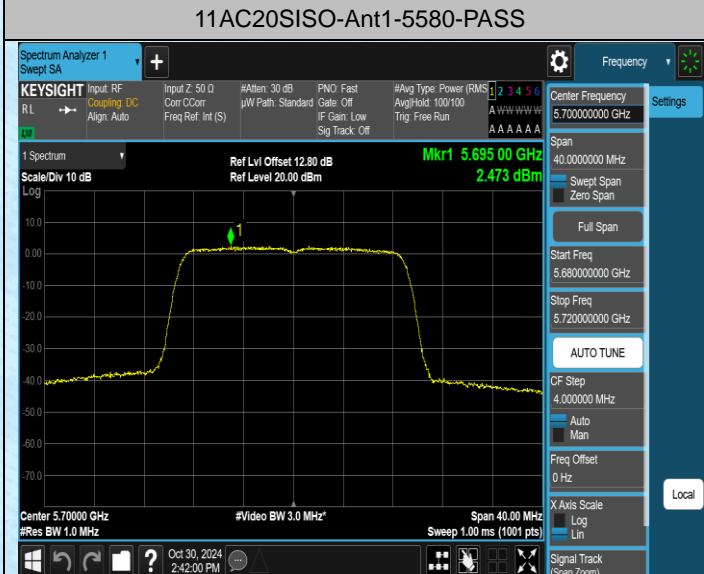 11AC20SISO-Ant1-5580-PASS
Spectrum Analyzer 1
Swept SA
Frequency
KEYSIGHT
RL
LXI
Input: RF
Coupling: DC
Align: Auto
Input Z: 50 Ω
Corr CCorr
Freq Ref: Int (S)
#Atten: 30 dB
µW Path: Standard
PNO: Fast
Gate: Off
IF Gain: Low
Sig Track: Off
#Avg Type: Power (RMS
Avg|Hold: 100/100
Trig: Free Run
1 2 3 4 5 6
A W W W W W
A A A A A A
1 Spectrum
Scale/Div 10 dB
Log
Ref Lvl Offset 12.80 dB
Ref Level 20.00 dBm
Mkr1 5.695 00 GHz
2.473 dBm
1
10.0
0.00
-10.0
-20.0
-30.0
-40.0
-50.0
-60.0
-70.0
Center 5.70000 GHz
#Res BW 1.0 MHz
#Video BW 3.0 MHz*
Span 40.00 MHz
Sweep 1.00 ms (1001 pts)
?
Oct 30, 2024
2:42:00 PM
Center Frequency
5.700000000 GHz
Settings
Span
40.0000000 MHz
Swept Span
Zero Span
Full Span
Start Freq
5.680000000 GHz
Stop Freq
5.720000000 GHz
AUTO TUNE
CF Step
4.000000 MHz
Auto
Man
Freq Offset
0 Hz
Local
X Axis Scale
Log
Lin
Signal Track
(Span Zoom)